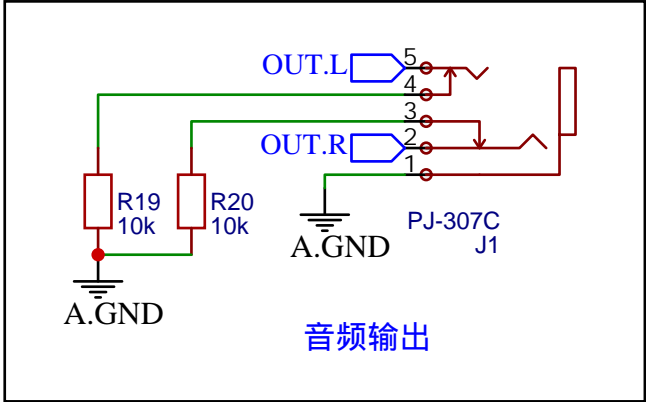 OUT.L
5
4
3
OUT.R
2
1
R19
10k
R20
10k
A.GND
PJ-307C
J1
A.GND
音频输出